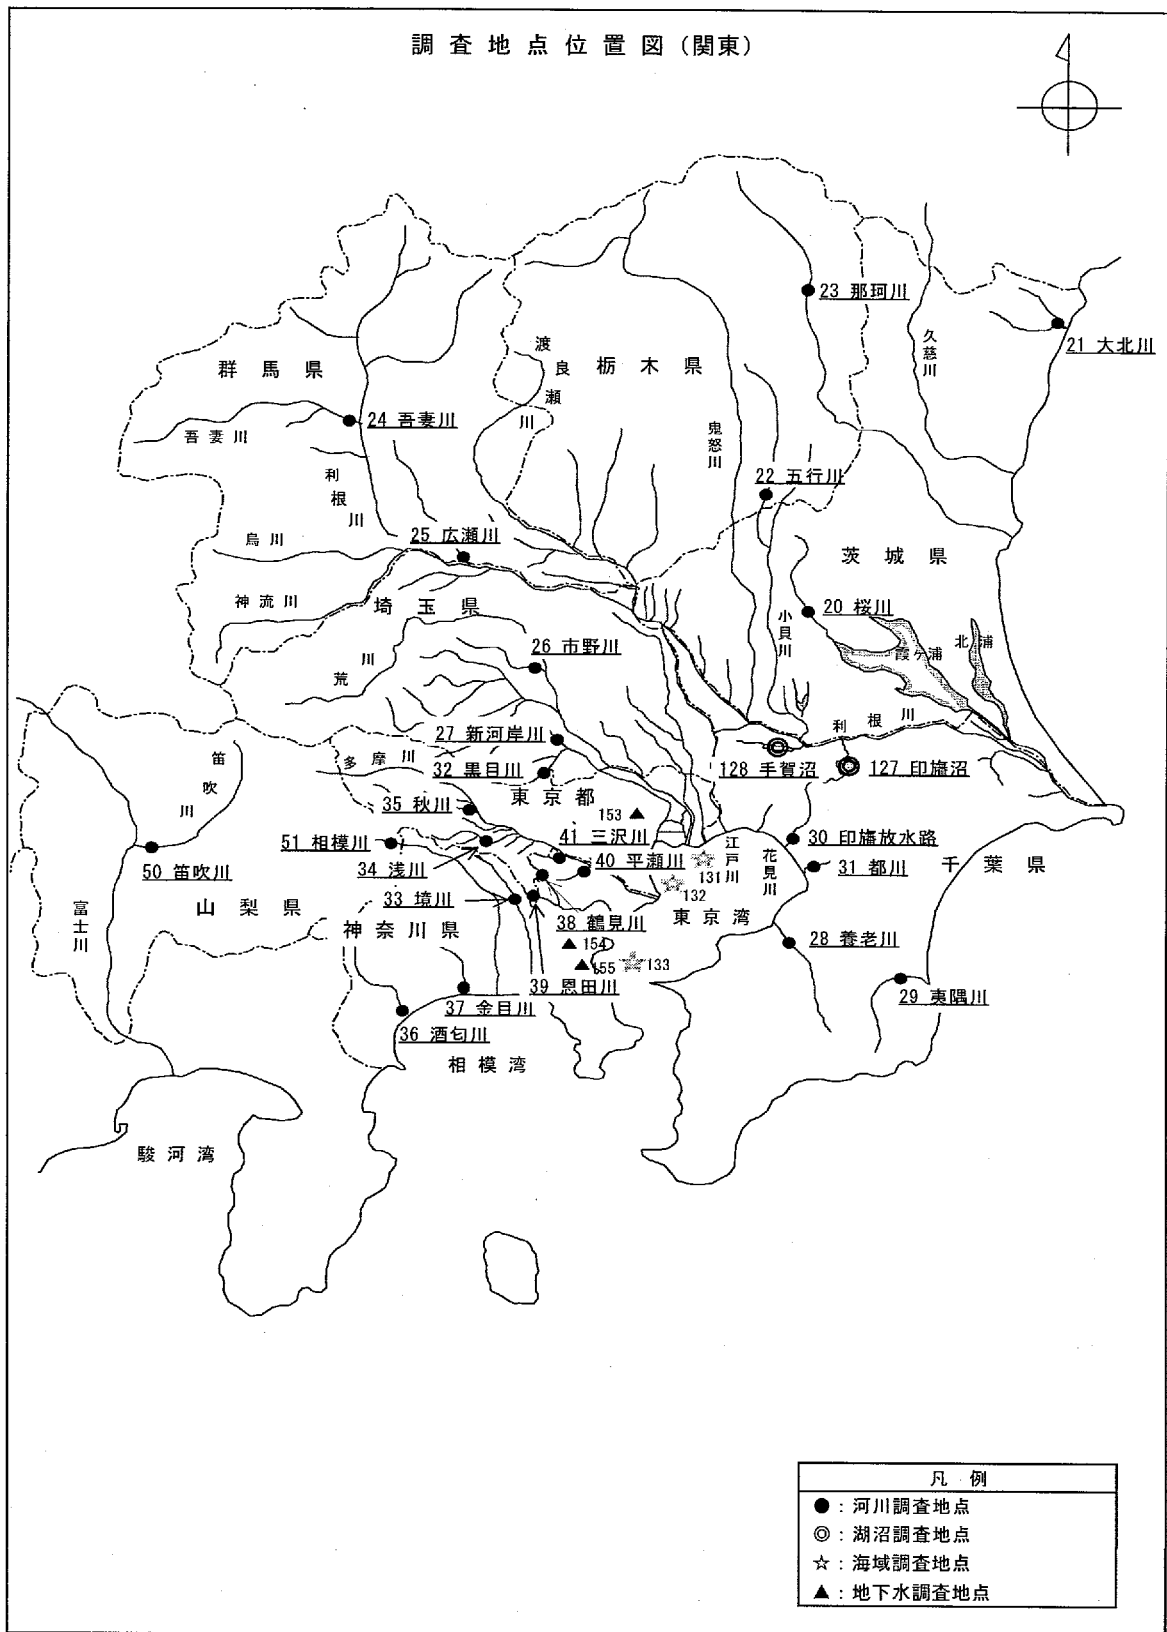 調査地点位置図(関東)
23 那珂川
21 大北川
久慈川
渡良瀬川
群馬県
栃木県
24 吾妻川
吾妻川
鬼怒川
利根川
22 五行川
25 広瀬川
烏川
茨城県
神流川
埼玉県
20 桜川
小貝川
北浦
霞ケ浦
26 市野川
荒川
利根川
27 新河岸川
笛吹川
多摩川
128 手賀沼
127 印旛沼
32 黒目川
東京都
35 秋川
153
41 三沢川
30 印旛放水路
51 相模川
40 平瀬川
江戸川
花見川
131
31 都川
千葉県
50 笛吹川
34 浅川
132
33 境川
山梨県
富士川
神奈川県
38 鶴見川
東京湾
28 養老川
154
155
133
39 恩田川
29 夷隅川
37 金目川
36 酒匂川
相模湾
駿河湾
凡例
●:河川調査地点
◎:湖沼調査地点
☆:海域調査地点
▲:地下水調査地点